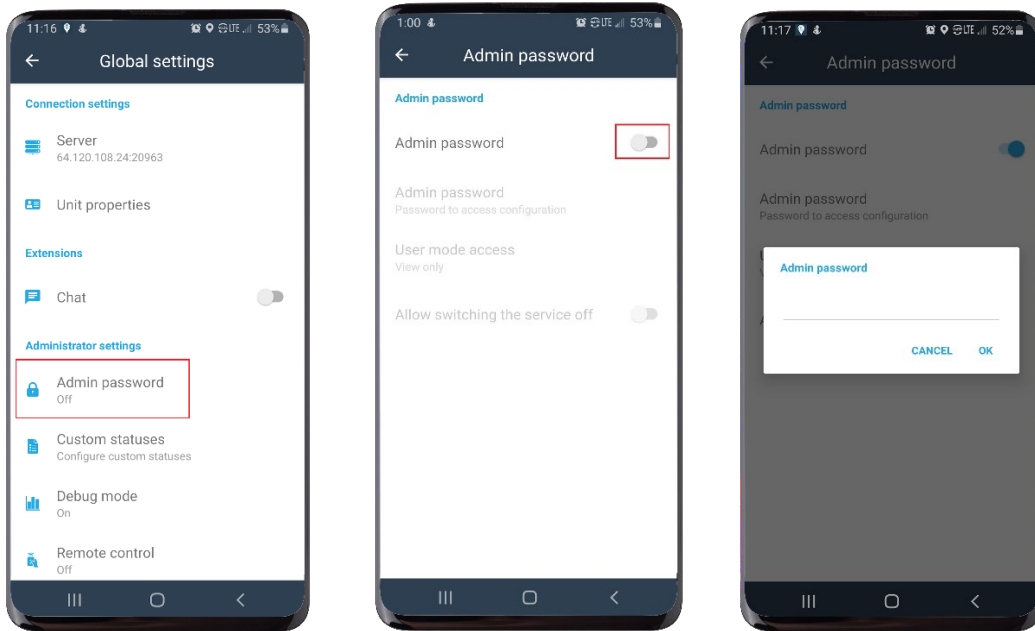 11:16 LTE 53%
Global settings
Connection settings
Server
64.120.108.24:20963
Unit properties
Extensions
Chat
Administrator settings
Admin password
Off
Custom statuses
Configure custom statuses
Debug mode
On
Remote control
Off
1:00 LTE 53%
Admin password
Admin password
Admin password
Admin password
Password to access configuration
User mode access
View only
Allow switching the service off
11:17 LTE 52%
Admin password
Admin password
Admin password
Admin password
Password to access configuration
Admin password
CANCEL OK